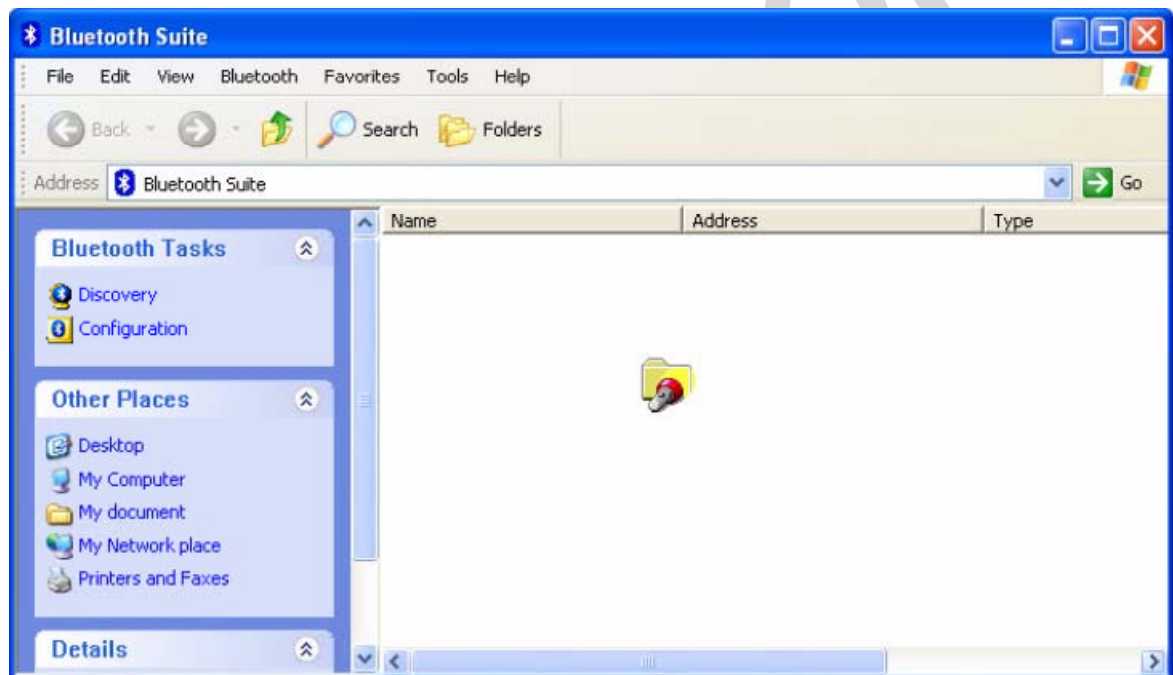 Bluetooth Suite
File Edit View Bluetooth Favorites Tools Help
Back Search Folders
Address Bluetooth Suite Go
Name Address Type
Bluetooth Tasks
Discovery
Configuration
Other Places
Desktop
My Computer
My document
My Network place
Printers and Faxes
Details